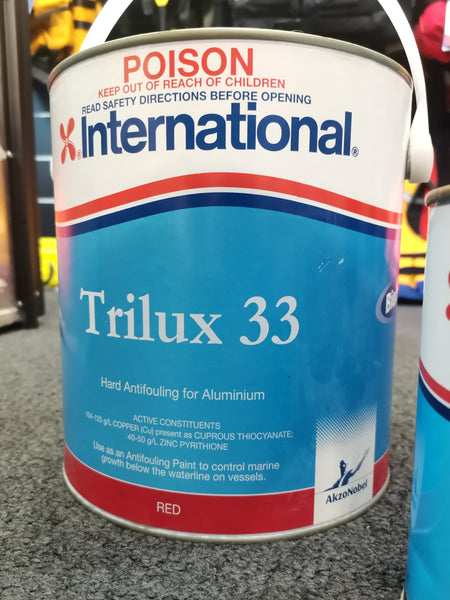 POISON
KEEP OUT OF REACH OF CHILDREN
READ SAFETY DIRECTIONS BEFORE OPENING
International®
Trilux 33
Hard Antifouling for Aluminium
ACTIVE CONSTITUENTS
104-125 g/L COPPER (Cu) present as CUPROUS THIOCYANATE;
40-50 g/L ZINC PYRITHIONE
Use as an Antifouling Paint to control marine
growth below the waterline on vessels.
AkzoNobel
RED